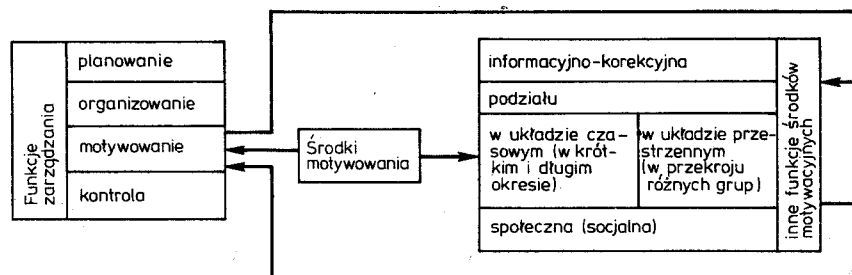 Funkcje
zarządzania
planowanie
organizowanie
motywowanie
kontrola
Środki
motywowania
informacyjno-korekcyjna
podziału
w układzie cza-
sowym (w krót-
kim i długim
okresie)
w układzie prze-
strzennym
(w przekroju
różnych grup)
społeczna (socjalna)
inne funkcje środków
motywacyjnych